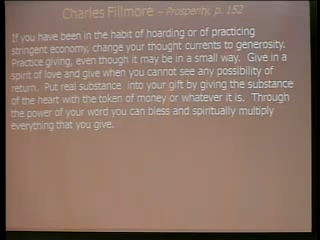 Charles Fillmore – Prosperity, p. 152
If you have been in the habit of hoarding or of practicing
stringent economy, change your thought currents to generosity.
Practice giving, even though it may be in a small way. Give in a
spirit of love and give when you cannot see any possibility of
return. Put real substance into your gift by giving the substance
of the heart with the token of money or whatever it is. Through
the power of your word you can bless and spiritually multiply
everything that you give.